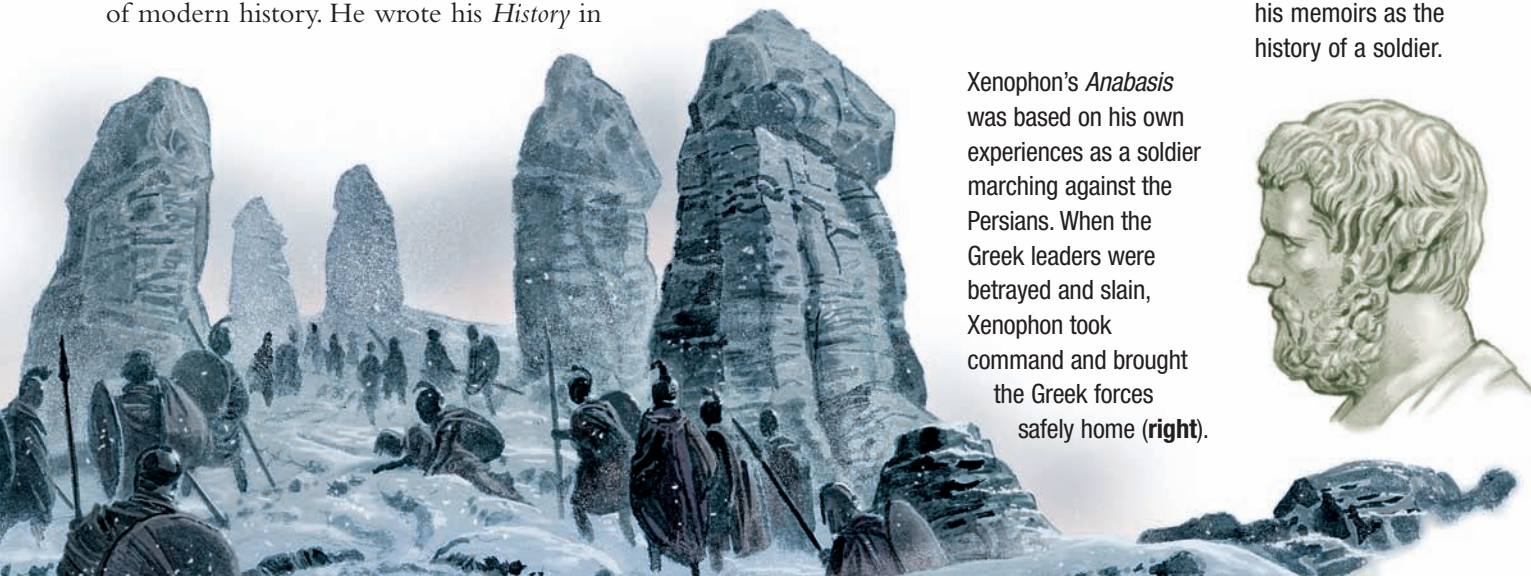 of modern history. He wrote his History in
his memoirs as the
history of a soldier.
Xenophon’s Anabasis
was based on his own
experiences as a soldier
marching against the
Persians. When the
Greek leaders were
betrayed and slain,
Xenophon took
command and brought
the Greek forces
safely home (right).